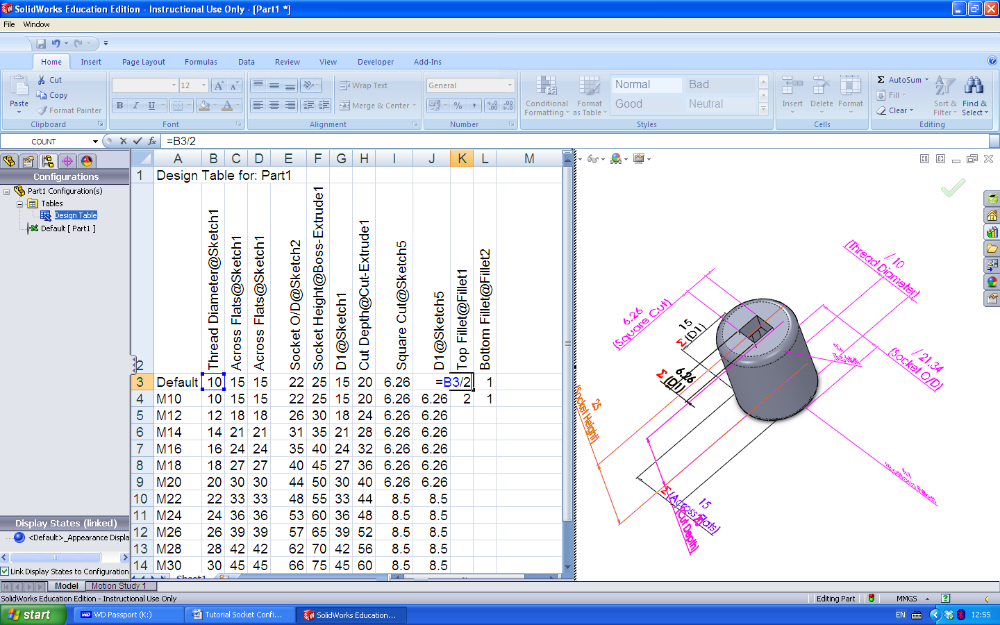 SolidWorks Education Edition - Instructional Use Only - [Part1 *]
File Window
Home Insert Page Layout Formulas Data Review View Developer Add-Ins
Paste Cut Copy Format Painter
Clipboard
12
B I U A
Font
Wrap Text
Merge & Center
Alignment
General
%
Number
Conditional Formatting
Format as Table
Normal Bad
Good Neutral
Styles
Insert Delete Format
Cells
Σ AutoSum
Fill
Clear
Sort & Filter
Find & Select
Editing
COUNT fx =B3/2
Configurations
Part1 Configuration(s)
Tables
Design Table
Default [ Part1 ]
Display States (linked)
<Default>_Appearance Displa
Link Display States to Configuration
A B C D E F G H I J K L M
1 Design Table for: Part1
2 Thread Diameter@Sketch1
Across Flats@Sketch1
Across Flats@Sketch1
Socket O/D@Sketch2
Socket Height@Boss-Extrude1
D1@Sketch1
Cut Depth@Cut-Extrude1
Square Cut@Sketch5
D1@Sketch5
Top Fillet@Fillet1
Bottom Fillet@Fillet2
3 Default 10 15 15 22 25 15 20 6.26 =B3/2 1
4 M10 10 15 15 22 25 15 20 6.26 6.26 2 1
5 M12 12 18 18 26 30 18 24 6.26 6.26
6 M14 14 21 21 31 35 21 28 6.26 6.26
7 M16 16 24 24 35 40 24 32 6.26 6.26
8 M18 18 27 27 40 45 27 36 6.26 6.26
9 M20 20 30 30 44 50 30 40 6.26 6.26
10 M22 22 33 33 48 55 33 44 8.5 8.5
11 M24 24 36 36 53 60 36 48 8.5 8.5
12 M26 26 39 39 57 65 39 52 8.5 8.5
13 M28 28 42 42 62 70 42 56 8.5 8.5
14 M30 30 45 45 66 75 45 60 8.5 8.5
Sheet1
10
(Thread Diameter)
6.26
(Square Cut)
15
Σ(D1)
6.26
Σ(D1)
21.34
(Socket O/D)
25
(Socket Height)
15
Σ(Across Flats)
(Cut Depth)
Model Motion Study 1
SolidWorks Education Edition - Instructional Use Only
Editing Part MMGS ?
start WD Passport (K:) Tutorial Socket Confi... SolidWorks Education... EN 12:55